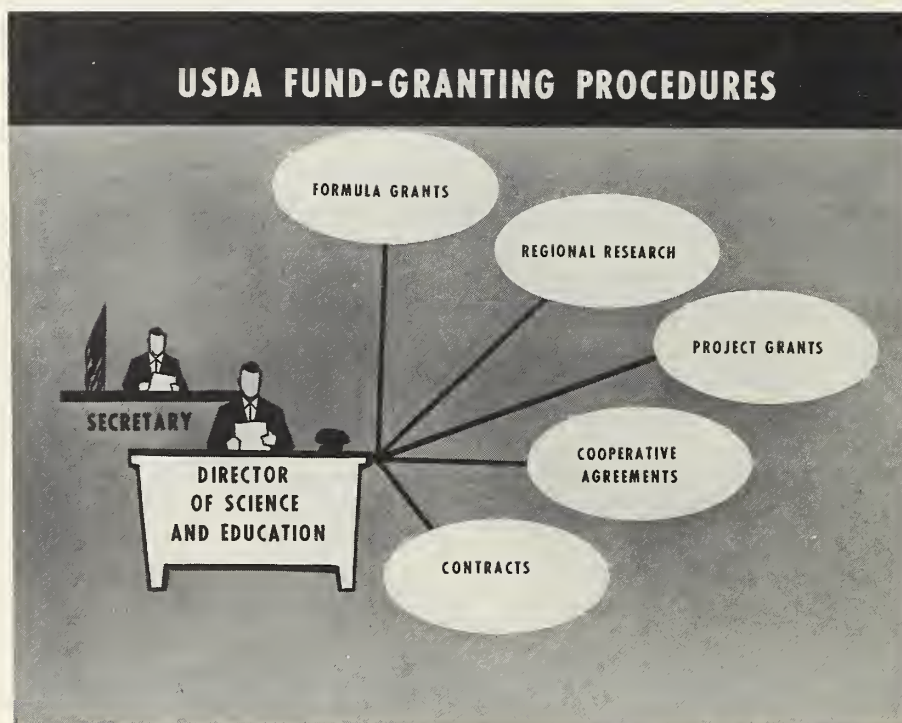 USDA FUND-GRANTING PROCEDURES
FORMULA GRANTS
REGIONAL RESEARCH
PROJECT GRANTS
SECRETARY
DIRECTOR
OF SCIENCE
AND EDUCATION
COOPERATIVE
AGREEMENTS
CONTRACTS